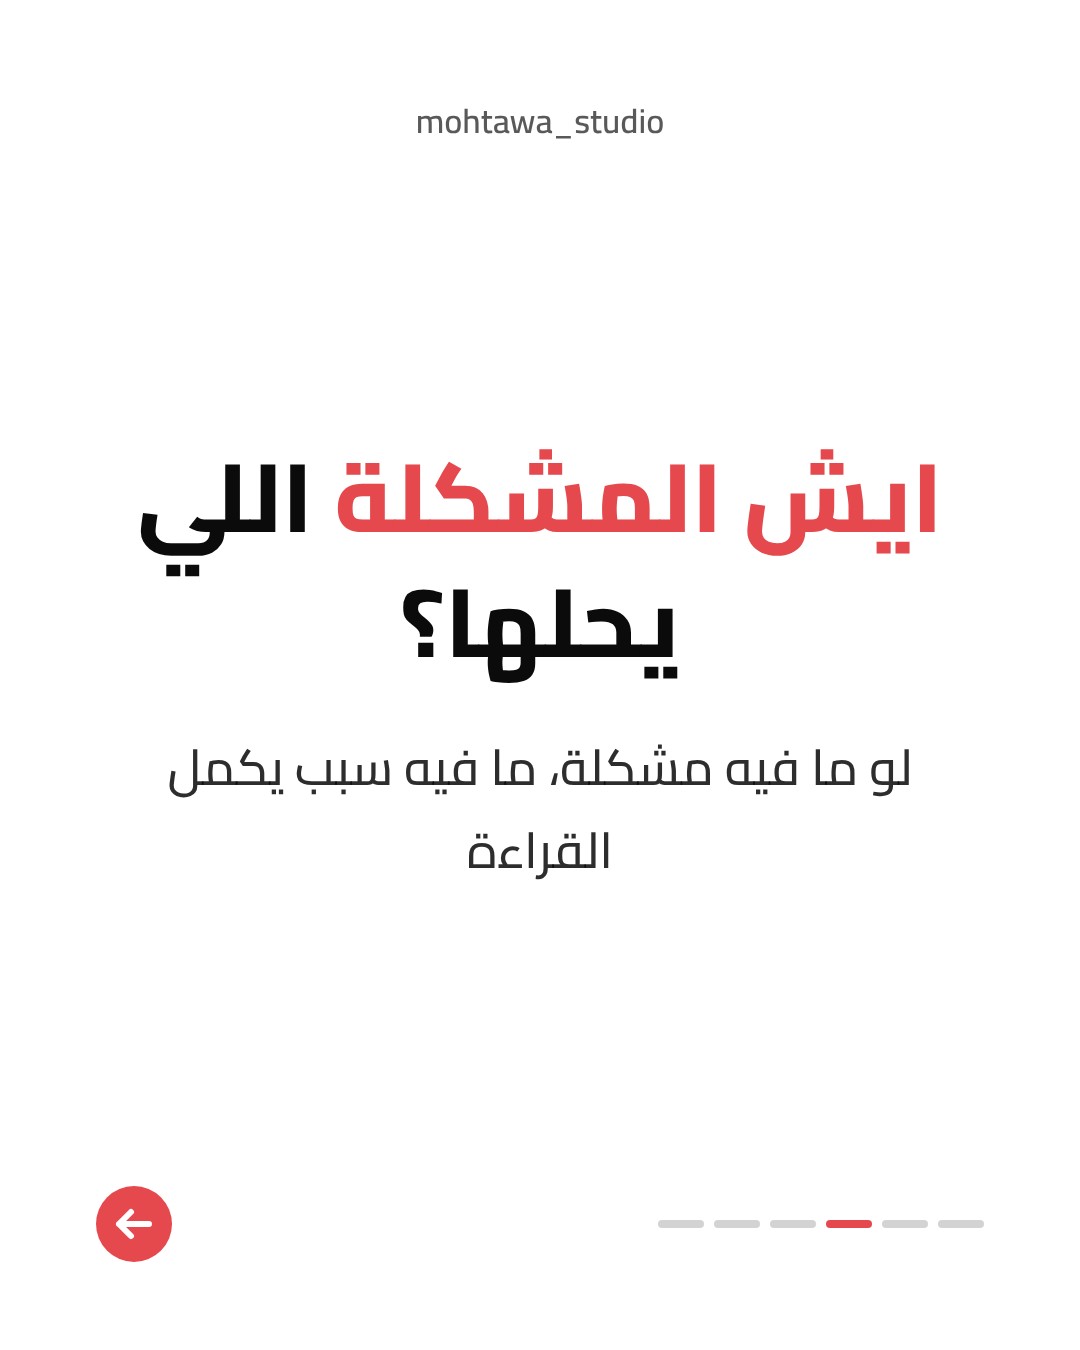 mohtawa_studio
ايش المشكلة اللي
يحلها؟
لو ما فيه مشكلة، ما فيه سبب يكمل
القراءة